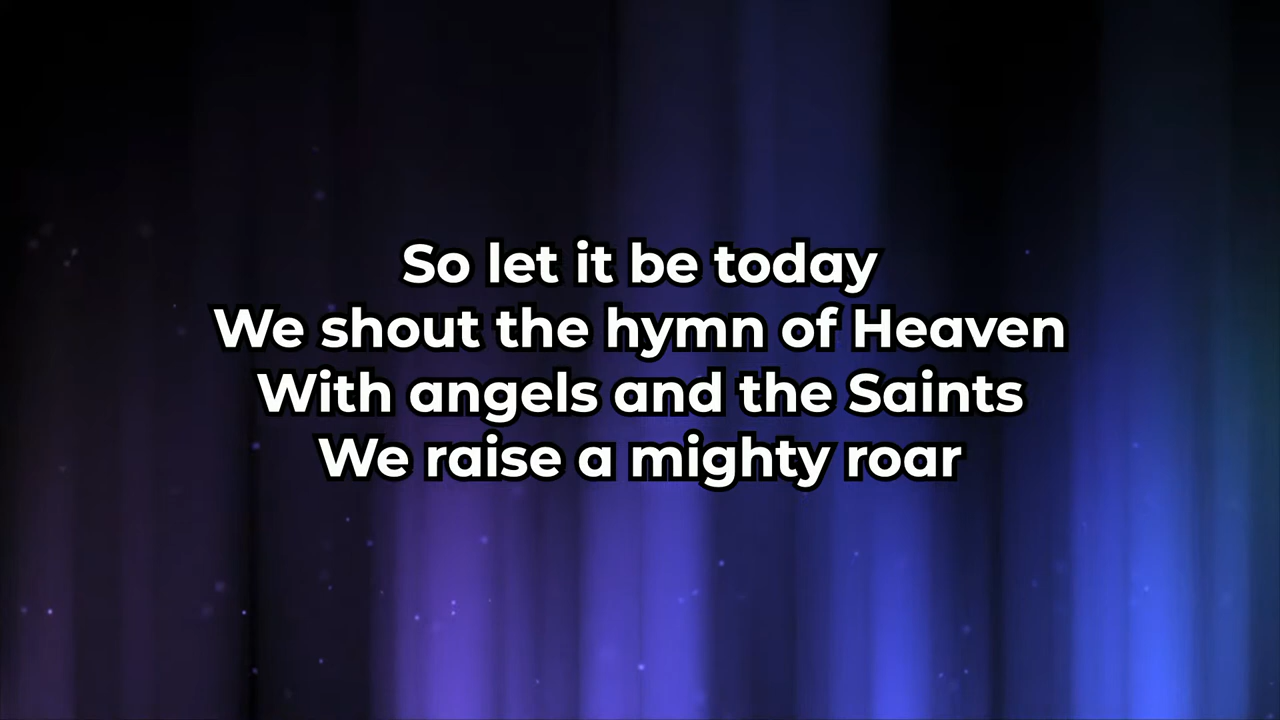 So let it be today
We shout the hymn of Heaven
With angels and the Saints
We raise a mighty roar